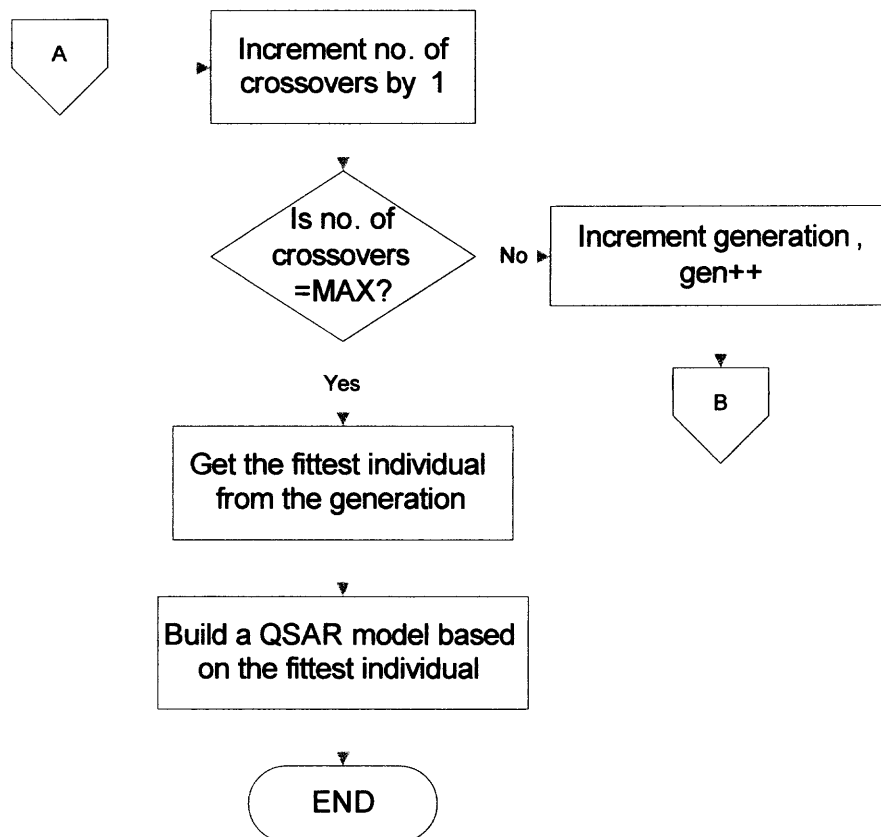 A
Increment no. of
crossovers by 1
Is no. of
crossovers
=MAX?
No
Increment generation ,
gen++
Yes
B
Get the fittest individual
from the generation
Build a QSAR model based
on the fittest individual
END